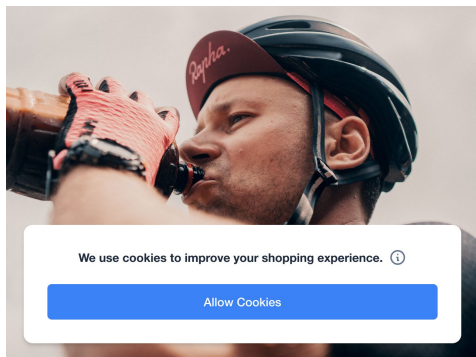 Rapha.
We use cookies to improve your shopping experience.
Allow Cookies